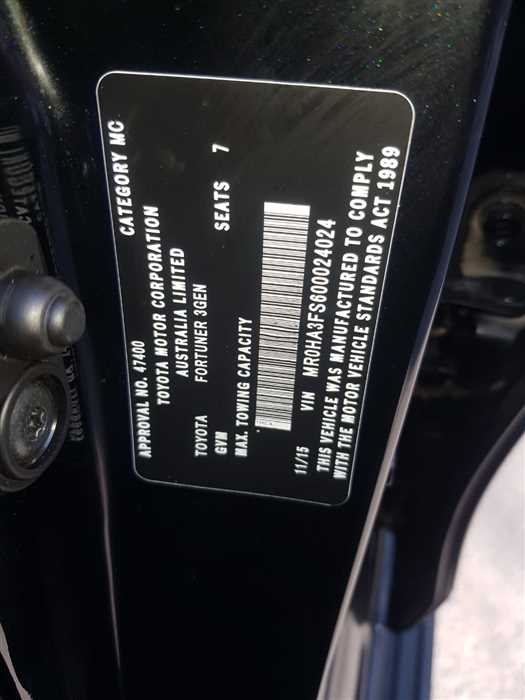 APPROVAL NO. 47400 CATEGORY MC
TOYOTA MOTOR CORPORATION
AUSTRALIA LIMITED
TOYOTA FORTUNER 3GEN
GVM SEATS 7
MAX. TOWING CAPACITY
11/15 VIN MR0HA3FS600024024
THIS VEHICLE WAS MANUFACTURED TO COMPLY
WITH THE MOTOR VEHICLE STANDARDS ACT 1989